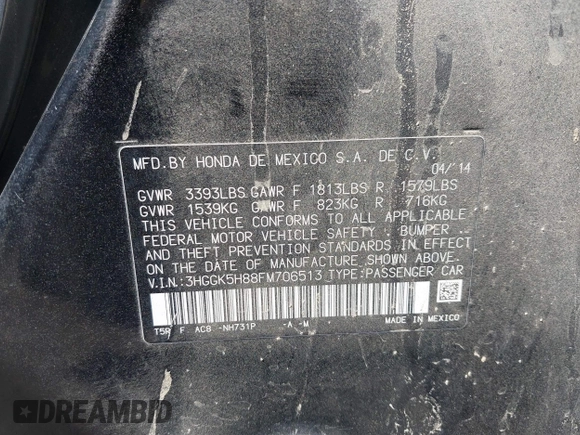 MFD.BY HONDA DE MEXICO S.A. DE C.V.
04/'14
GVWR 3393LBS GAWR F 1813LBS R 1579LBS
GVWR 1539KG GAWR F 823KG R 716KG
THIS VEHICLE CONFORMS TO ALL APPLICABLE
FEDERAL MOTOR VEHICLE SAFETY, BUMPER,
AND THEFT PREVENTION STANDARDS IN EFFECT
ON THE DATE OF MANUFACTURE SHOWN ABOVE.
V.I.N.:3HGGK5H88FM706513 TYPE:PASSENGER CAR
T5R F AC8 -NH731P -A -M
MADE IN MEXICO
DREAMBID